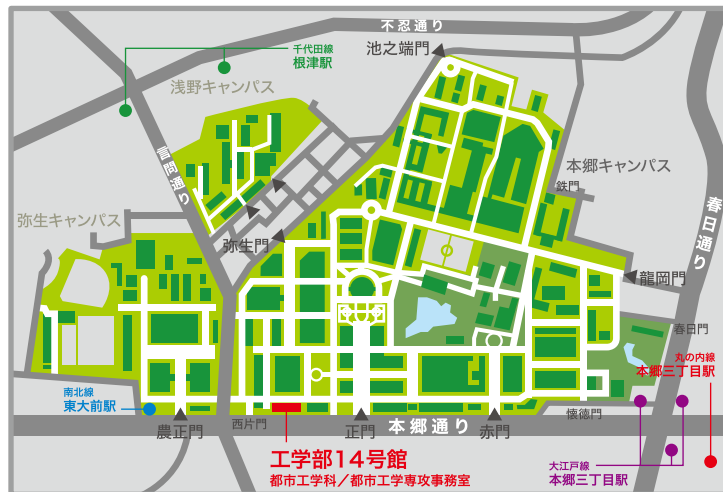 不忍通り
千代田線
根津駅
池之端門
浅野キャンパス
言問通り
本郷キャンパス
鉄門
春日通り
弥生キャンパス
弥生門
龍岡門
春日門
丸の内線
本郷三丁目駅
南北線
東大前駅
農正門
西片門
正門
本郷通り
赤門
懐徳門
工学部14号館
都市工学科／都市工学専攻事務室
大江戸線
本郷三丁目駅